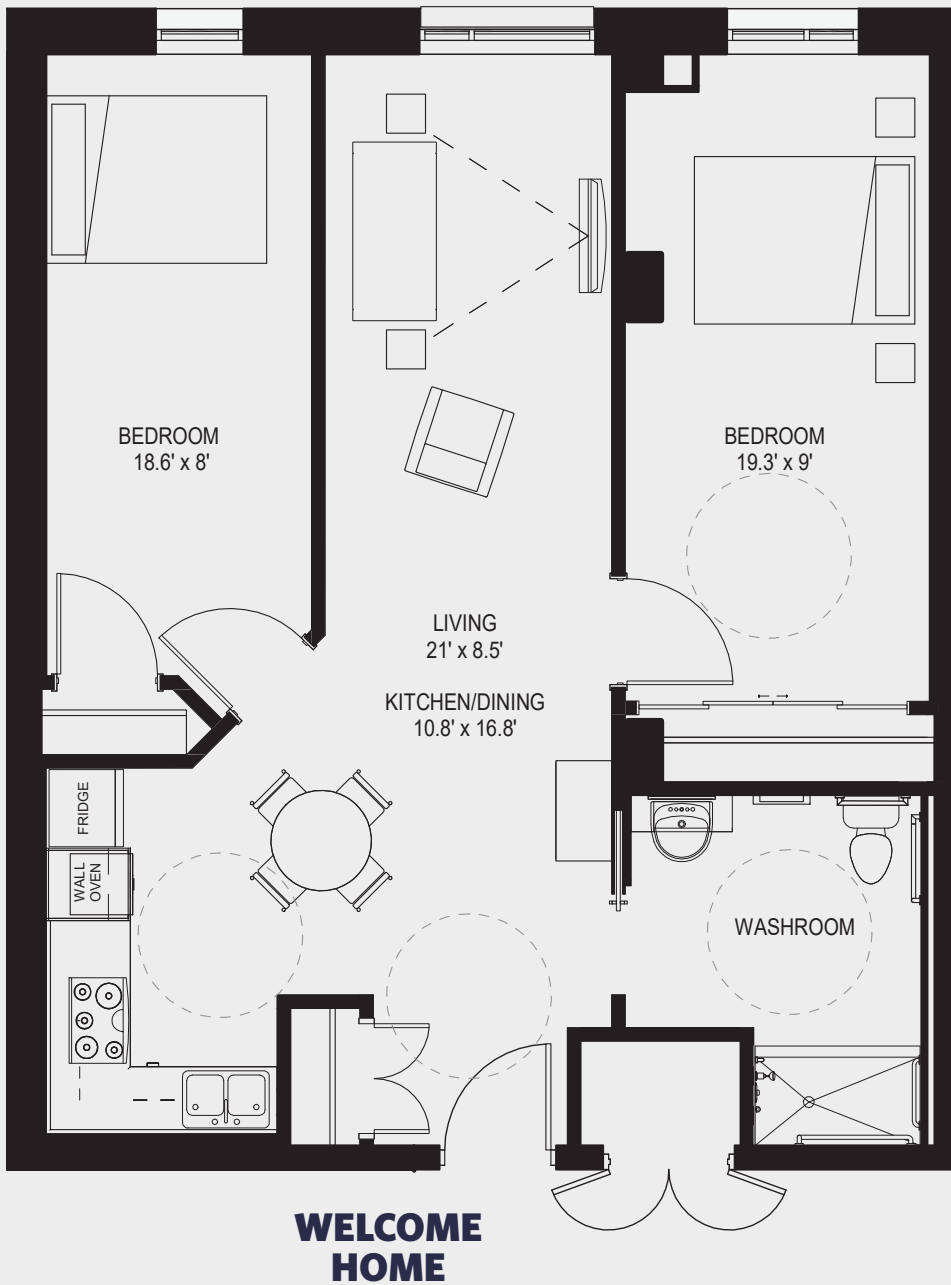 BEDROOM
18.6' x 8'
BEDROOM
19.3' x 9'
LIVING
21' x 8.5'
KITCHEN/DINING
10.8' x 16.8'
FRIDGE
WALL
OVEN
WASHROOM
WELCOME
HOME